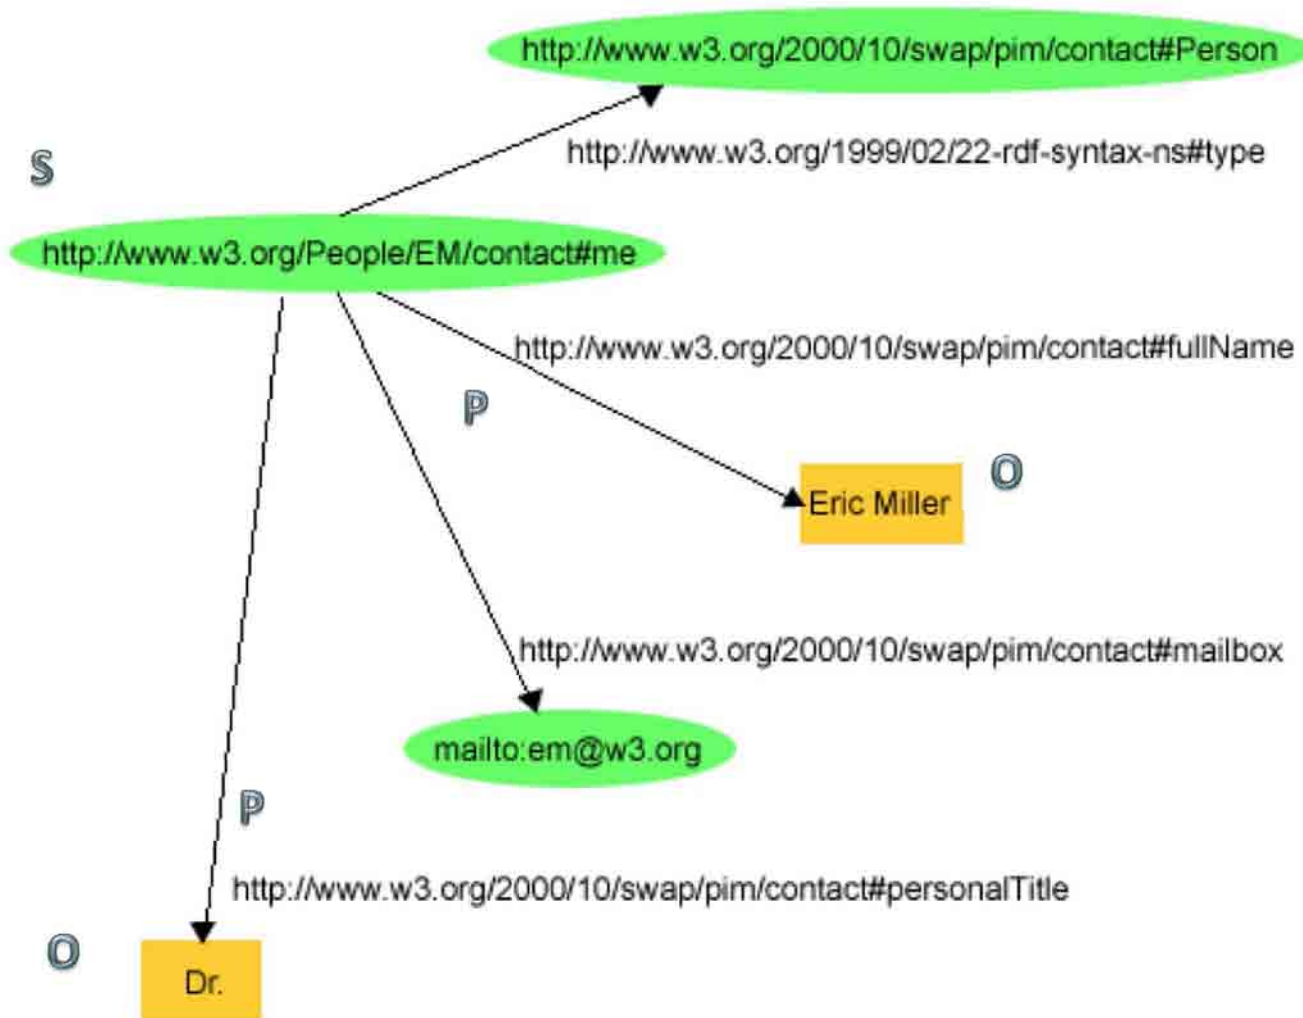 http://www.w3.org/2000/10/swap/pim/contact#Person
http://www.w3.org/1999/02/22-rdf-syntax-ns#type
S
http://www.w3.org/People/EM/contact#me
http://www.w3.org/2000/10/swap/pim/contact#fullName
P
O
Eric Miller
http://www.w3.org/2000/10/swap/pim/contact#mailbox
mailto:em@w3.org
P
http://www.w3.org/2000/10/swap/pim/contact#personalTitle
O
Dr.